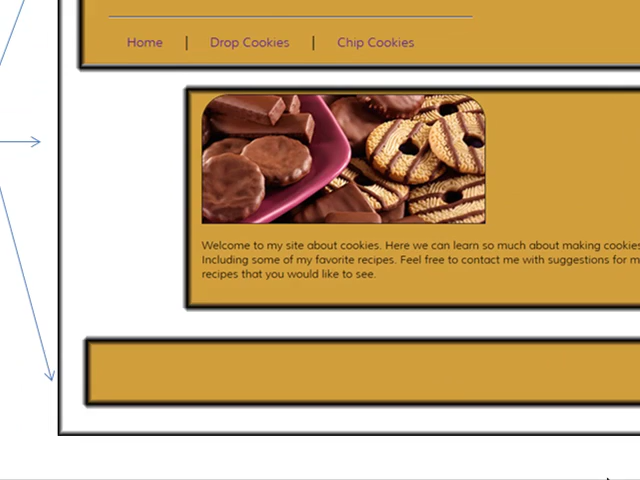 Home | Drop Cookies | Chip Cookies
Welcome to my site about cookies. Here we can learn so much about making cookies
Including some of my favorite recipes. Feel free to contact me with suggestions for m
recipes that you would like to see.